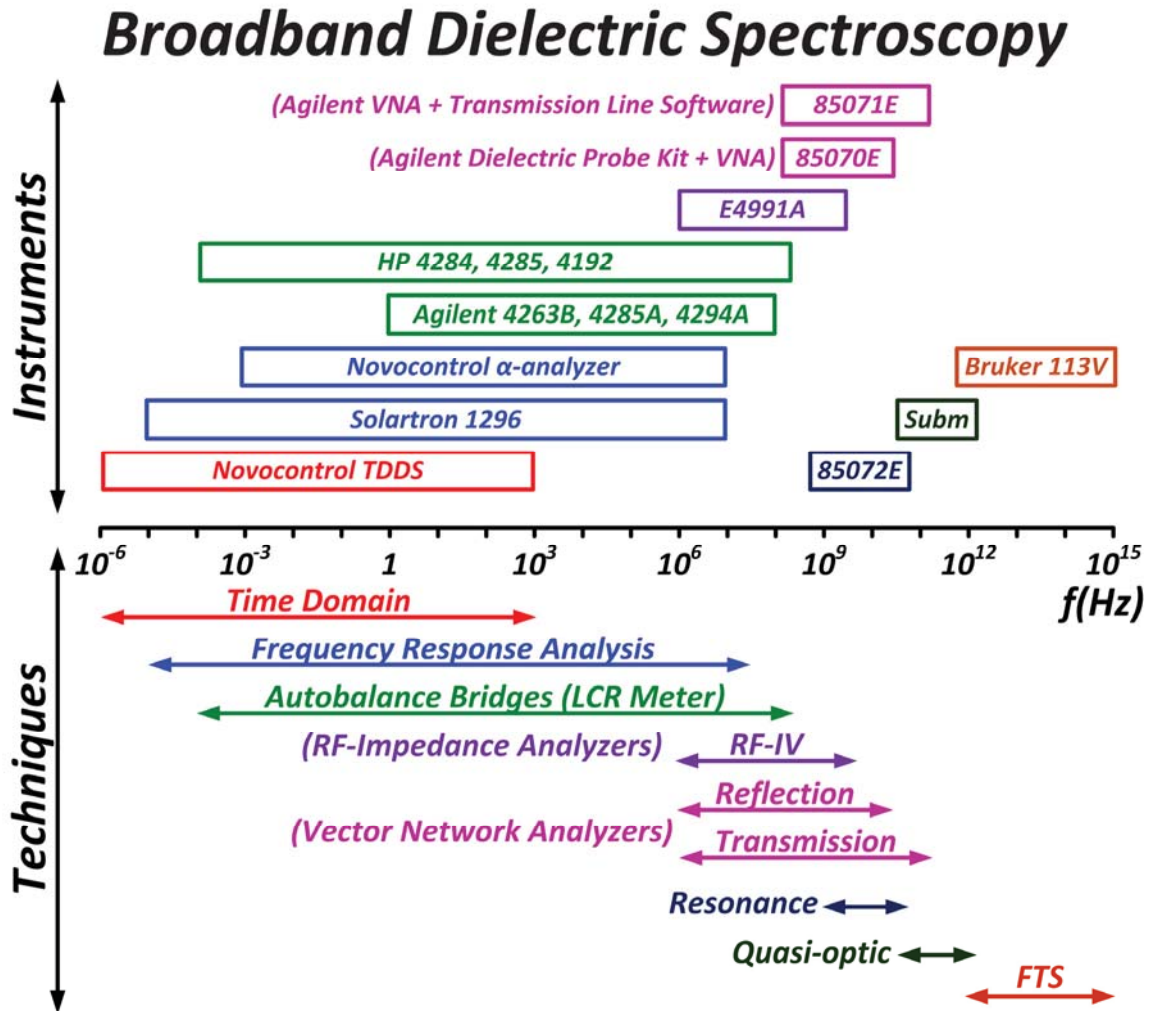 Broadband Dielectric Spectroscopy
Instruments
(Agilent VNA + Transmission Line Software) 85071E
(Agilent Dielectric Probe Kit + VNA) 85070E
E4991A
HP 4284, 4285, 4192
Agilent 4263B, 4285A, 4294A
Novocontrol α-analyzer
Bruker 113V
Solartron 1296
Subm
Novocontrol TDDS
85072E
10⁻⁶ 10⁻³ 1 10³ 10⁶ 10⁹ 10¹² 10¹⁵
f(Hz)
Techniques
Time Domain
Frequency Response Analysis
Autobalance Bridges (LCR Meter)
(RF-Impedance Analyzers) RF-IV
Reflection
(Vector Network Analyzers)
Transmission
Resonance
Quasi-optic
FTS